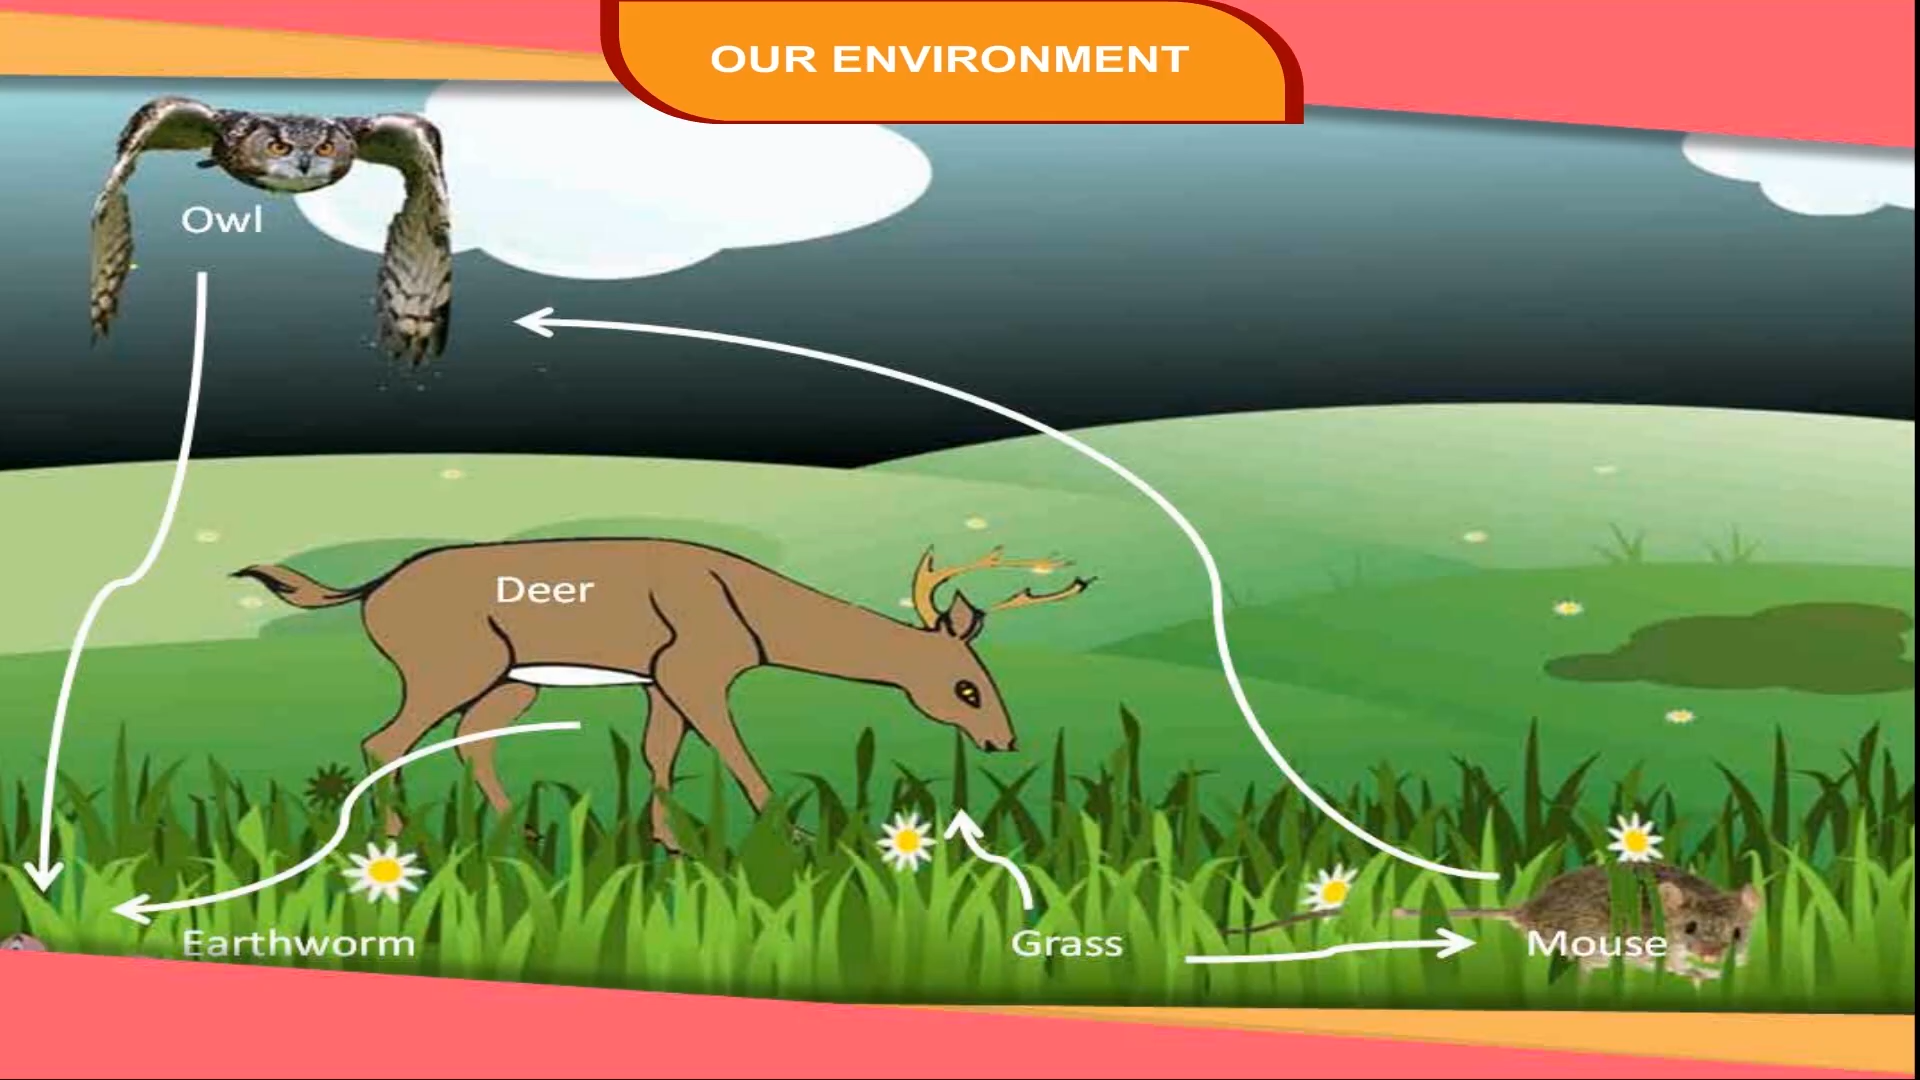 OUR ENVIRONMENT
Owl
Deer
Earthworm
Grass
Mouse